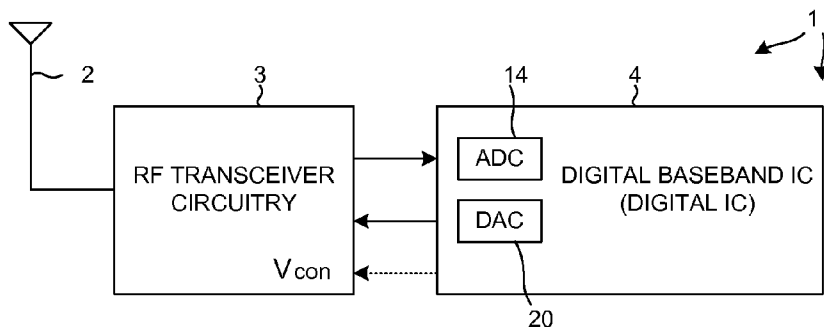 1
2
3
14
4
RF TRANSCEIVER
CIRCUITRY
ADC
DIGITAL BASEBAND IC
(DIGITAL IC)
DAC
Vcon
20